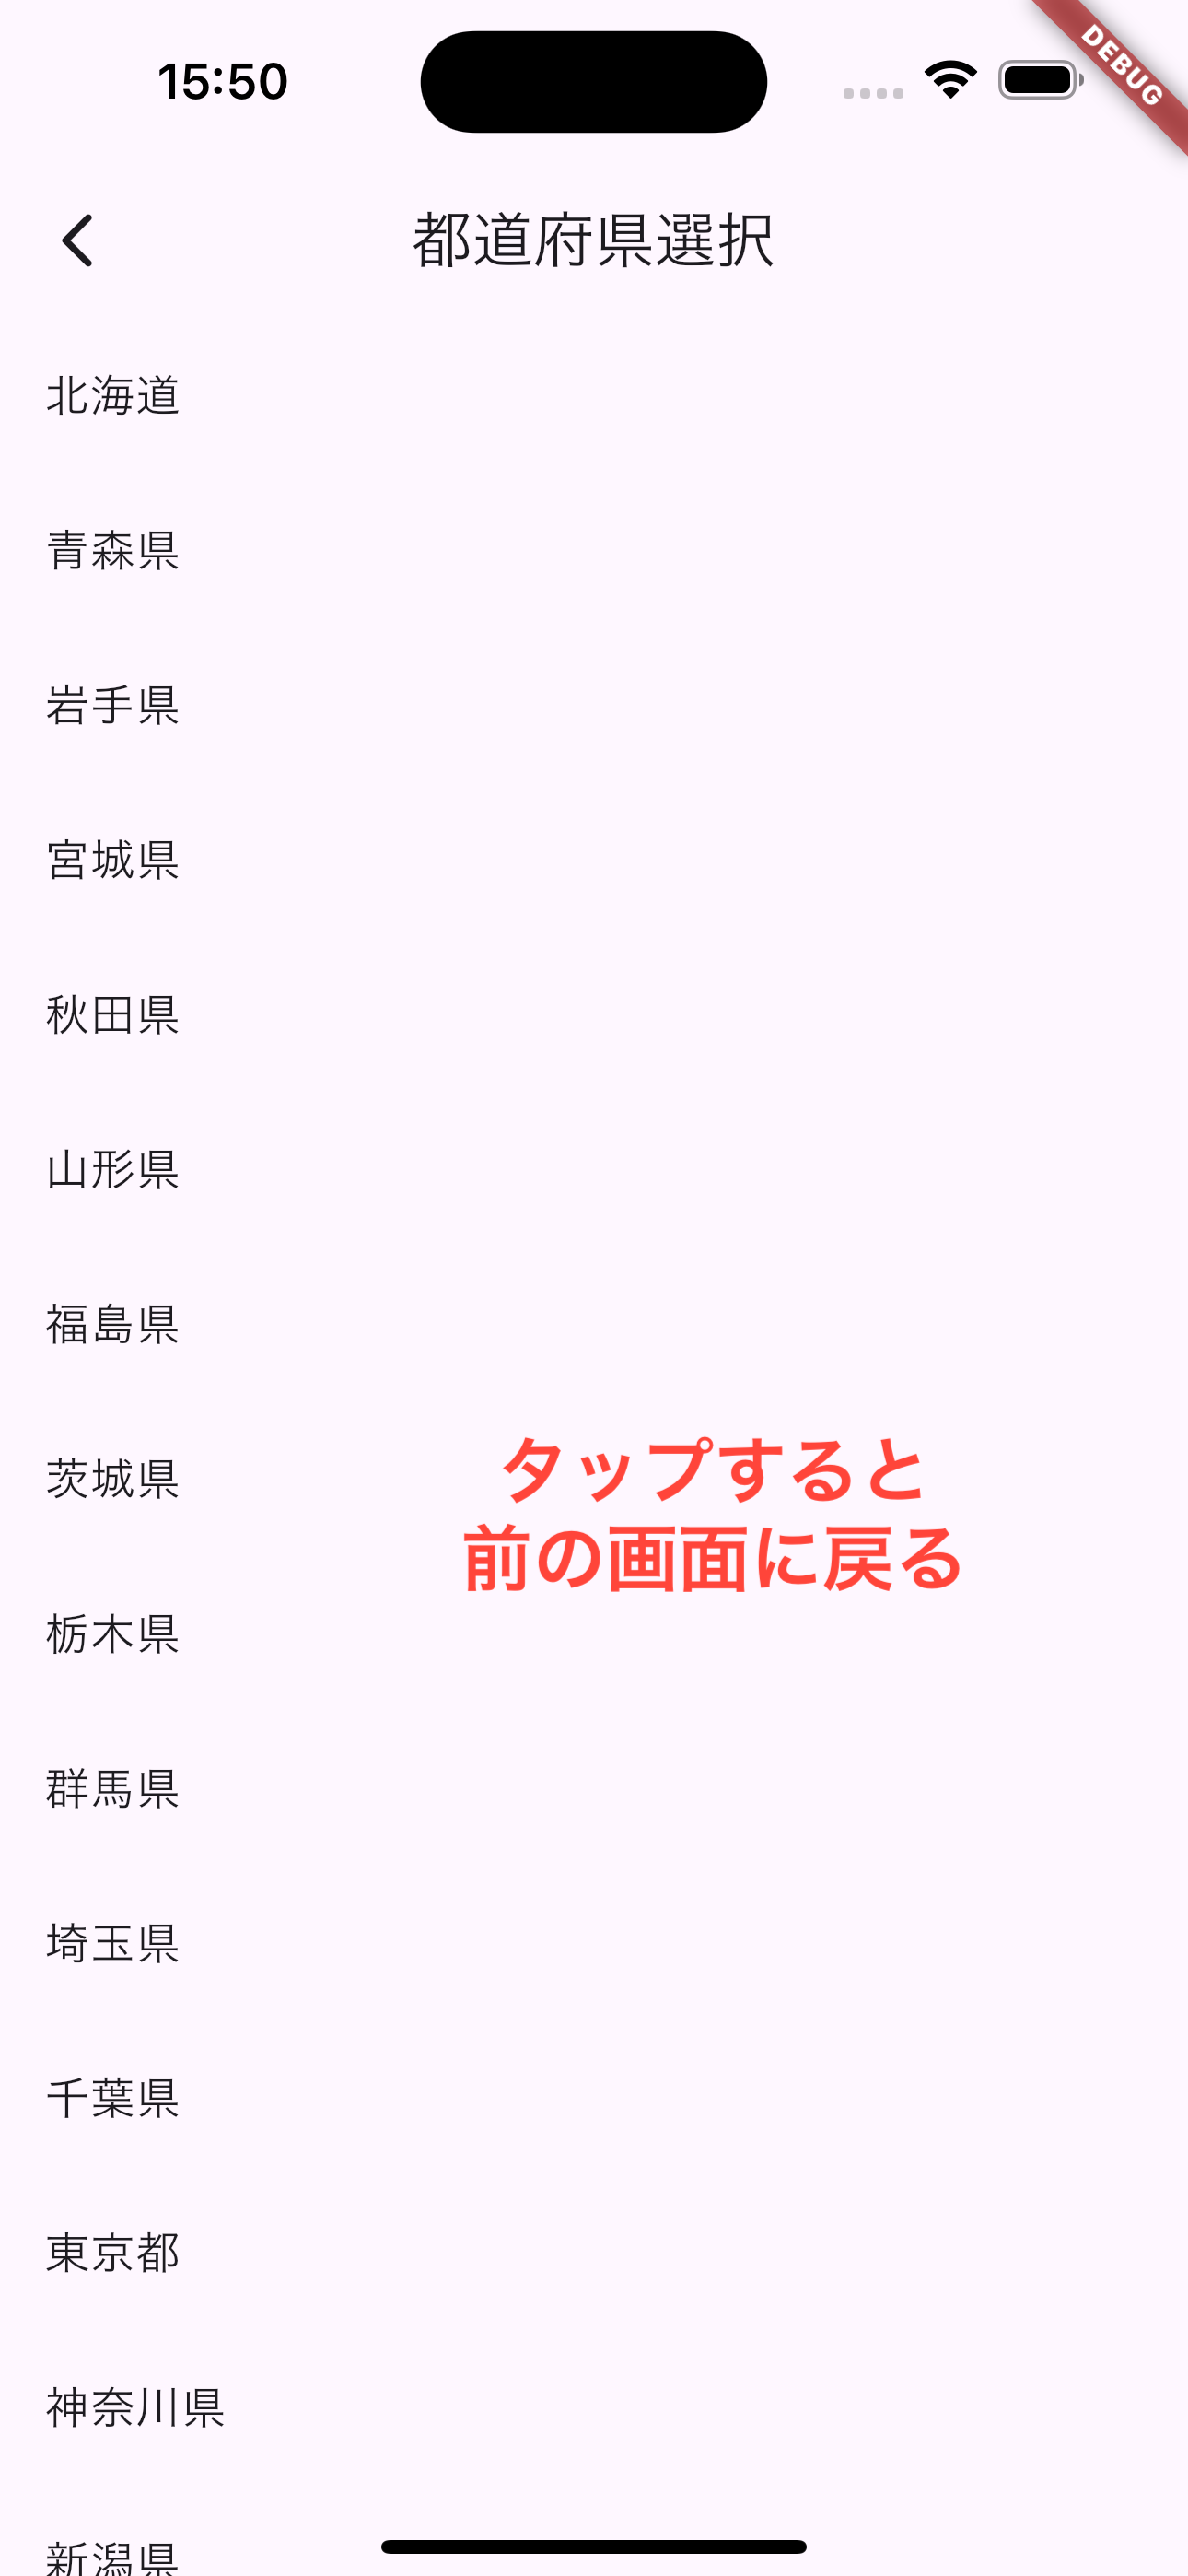 15:50
DEBUG
都道府県選択
北海道
青森県
岩手県
宮城県
秋田県
山形県
福島県
茨城県
タップすると
前の画面に戻る
栃木県
群馬県
埼玉県
千葉県
東京都
神奈川県
新潟県